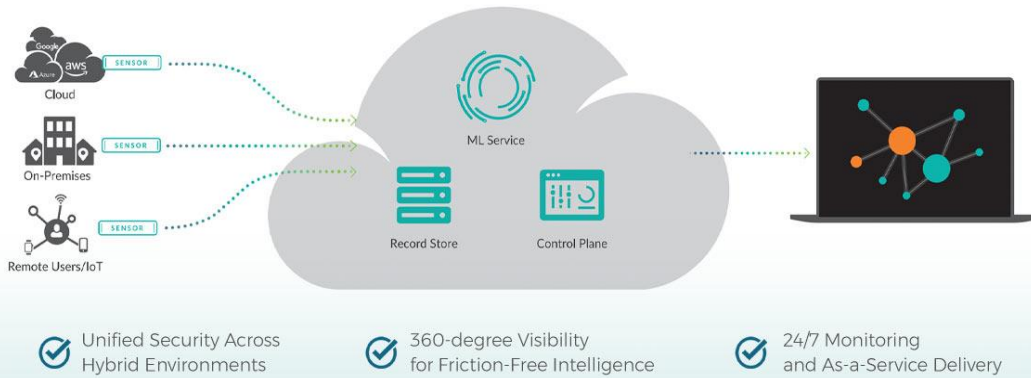 Google
aws
Azure
SENSOR
Cloud
SENSOR
On-Premises
SENSOR
Remote Users/IoT
ML Service
Record Store
Control Plane
Unified Security Across
Hybrid Environments
360-degree Visibility
for Friction-Free Intelligence
24/7 Monitoring
and As-a-Service Delivery